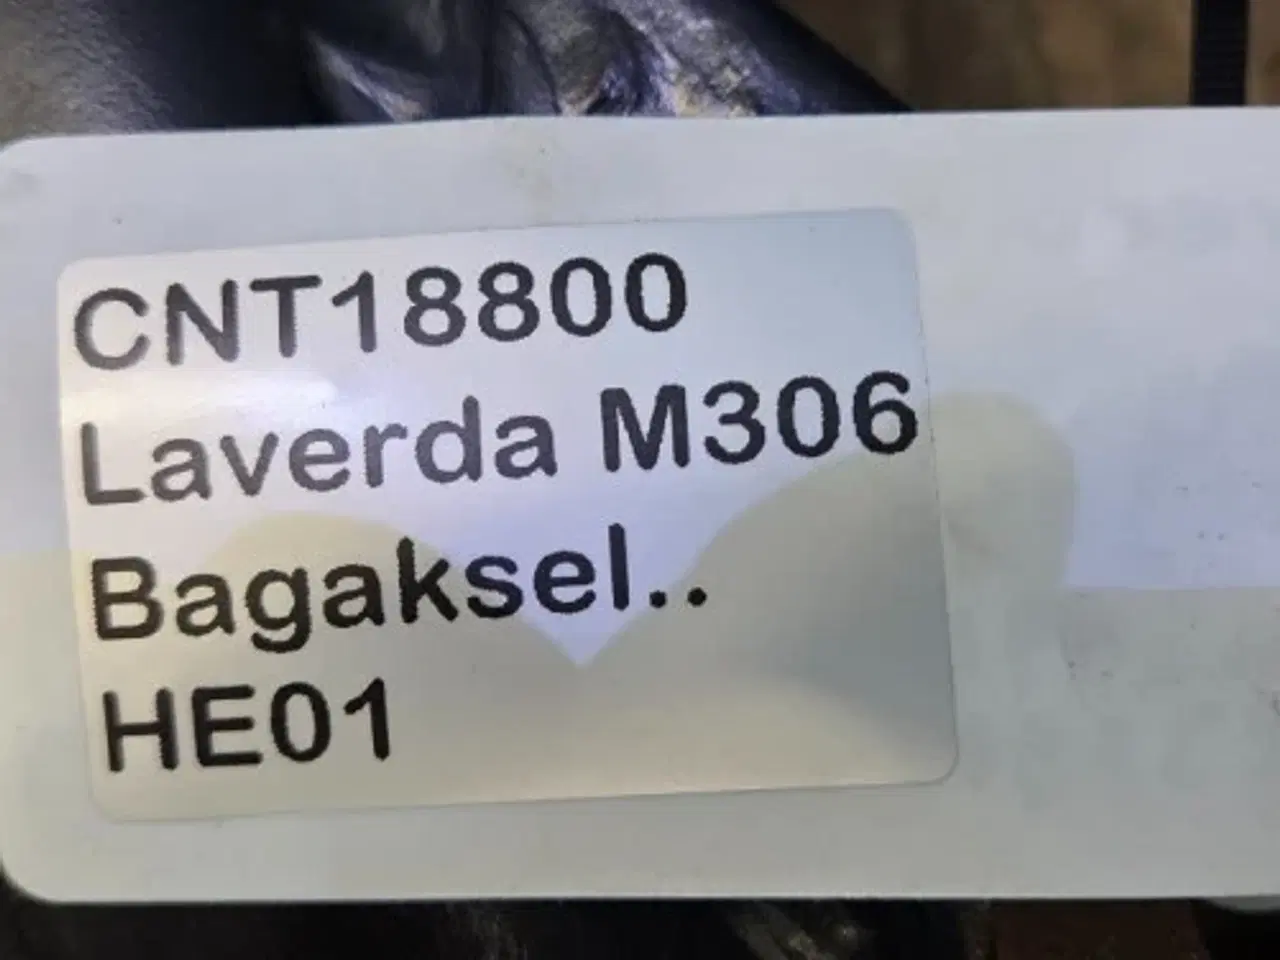 CNT18800
Laverda M306
Bagaksel..
HE01